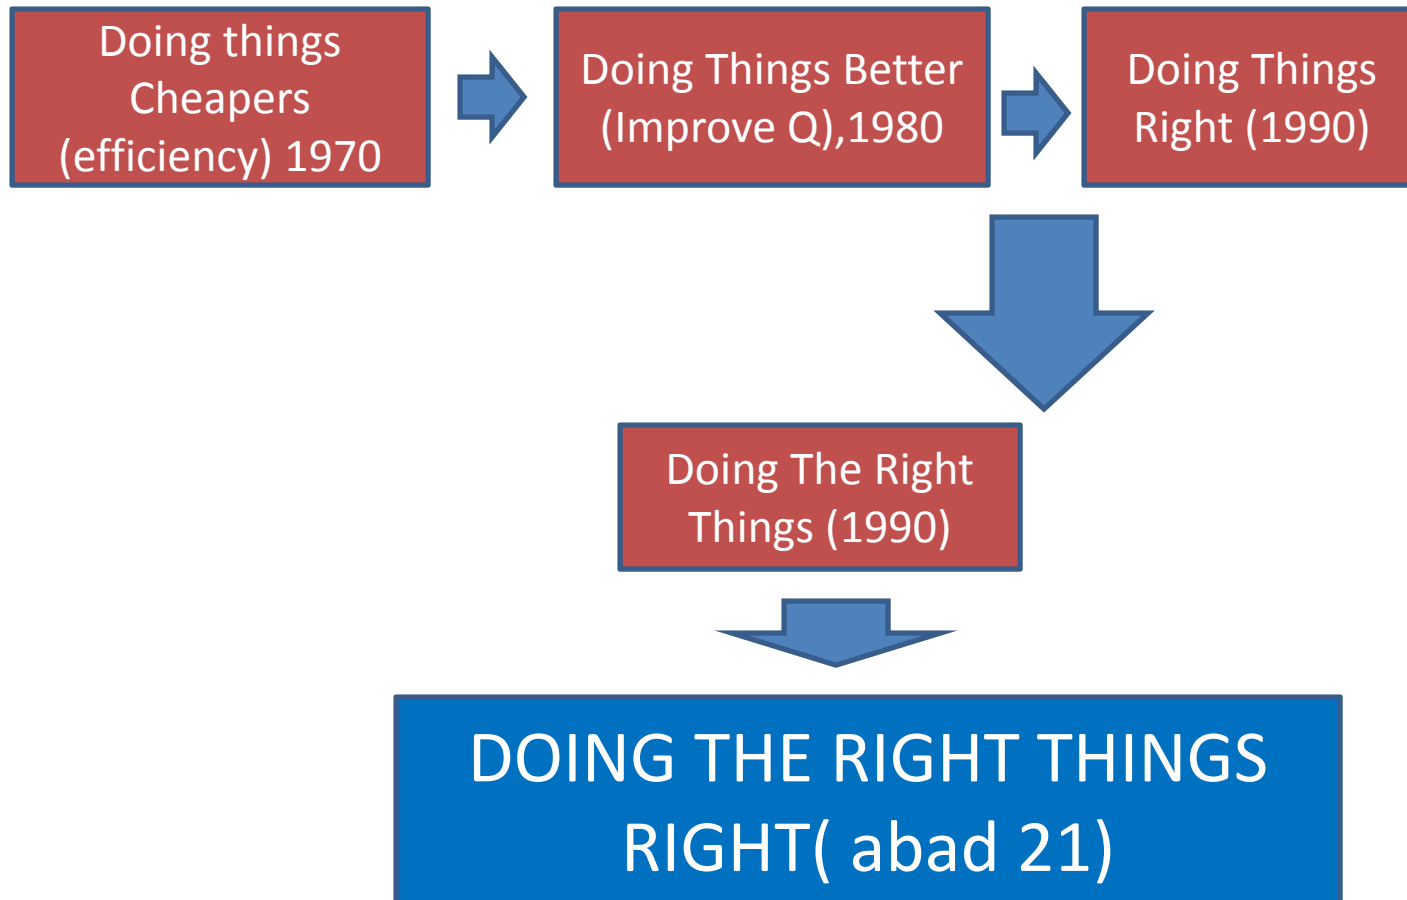 Doing things
Cheapers
(efficiency) 1970
Doing Things Better
(Improve Q),1980
Doing Things
Right (1990)
Doing The Right
Things (1990)
DOING THE RIGHT THINGS
RIGHT( abad 21)